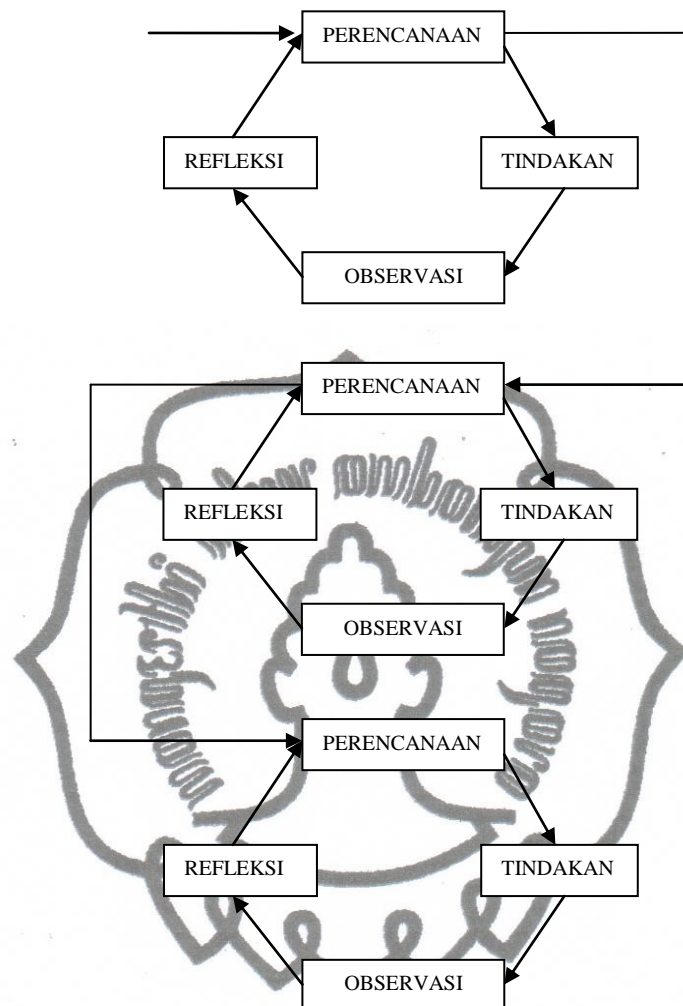 PERENCANAAN
REFLEKSI
TINDAKAN
OBSERVASI
PERENCANAAN
REFLEKSI
TINDAKAN
OBSERVASI
PERENCANAAN
REFLEKSI
TINDAKAN
OBSERVASI